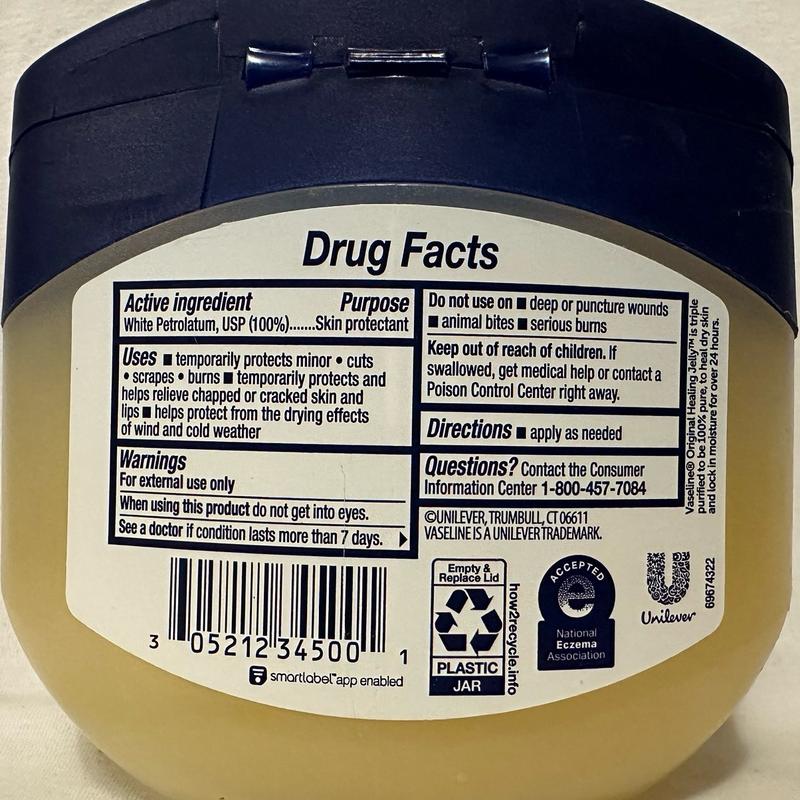 Drug Facts
Active ingredient Purpose
White Petrolatum, USP (100%).......Skin protectant
Uses ■ temporarily protects minor • cuts
• scrapes • burns ■ temporarily protects and
helps relieve chapped or cracked skin and
lips ■ helps protect from the drying effects
of wind and cold weather
Warnings
For external use only
When using this product do not get into eyes.
See a doctor if condition lasts more than 7 days.
Do not use on ■ deep or puncture wounds
■ animal bites ■ serious burns
Keep out of reach of children. If
swallowed, get medical help or contact a
Poison Control Center right away.
Directions ■ apply as needed
Questions? Contact the Consumer
Information Center 1-800-457-7084
©UNILEVER, TRUMBULL, CT 06611
VASELINE IS A UNILEVER TRADEMARK.
Vaseline® Original Healing Jelly™ is triple
purified to be 100% pure, to heal dry skin
and lock in moisture for over 24 hours.
3 05212 34500 1
smartlabel™ app enabled
Empty &
Replace Lid
PLASTIC
JAR
how2recycle.info
ACCEPTED
e
National
Eczema
Association
Unilever
69674322